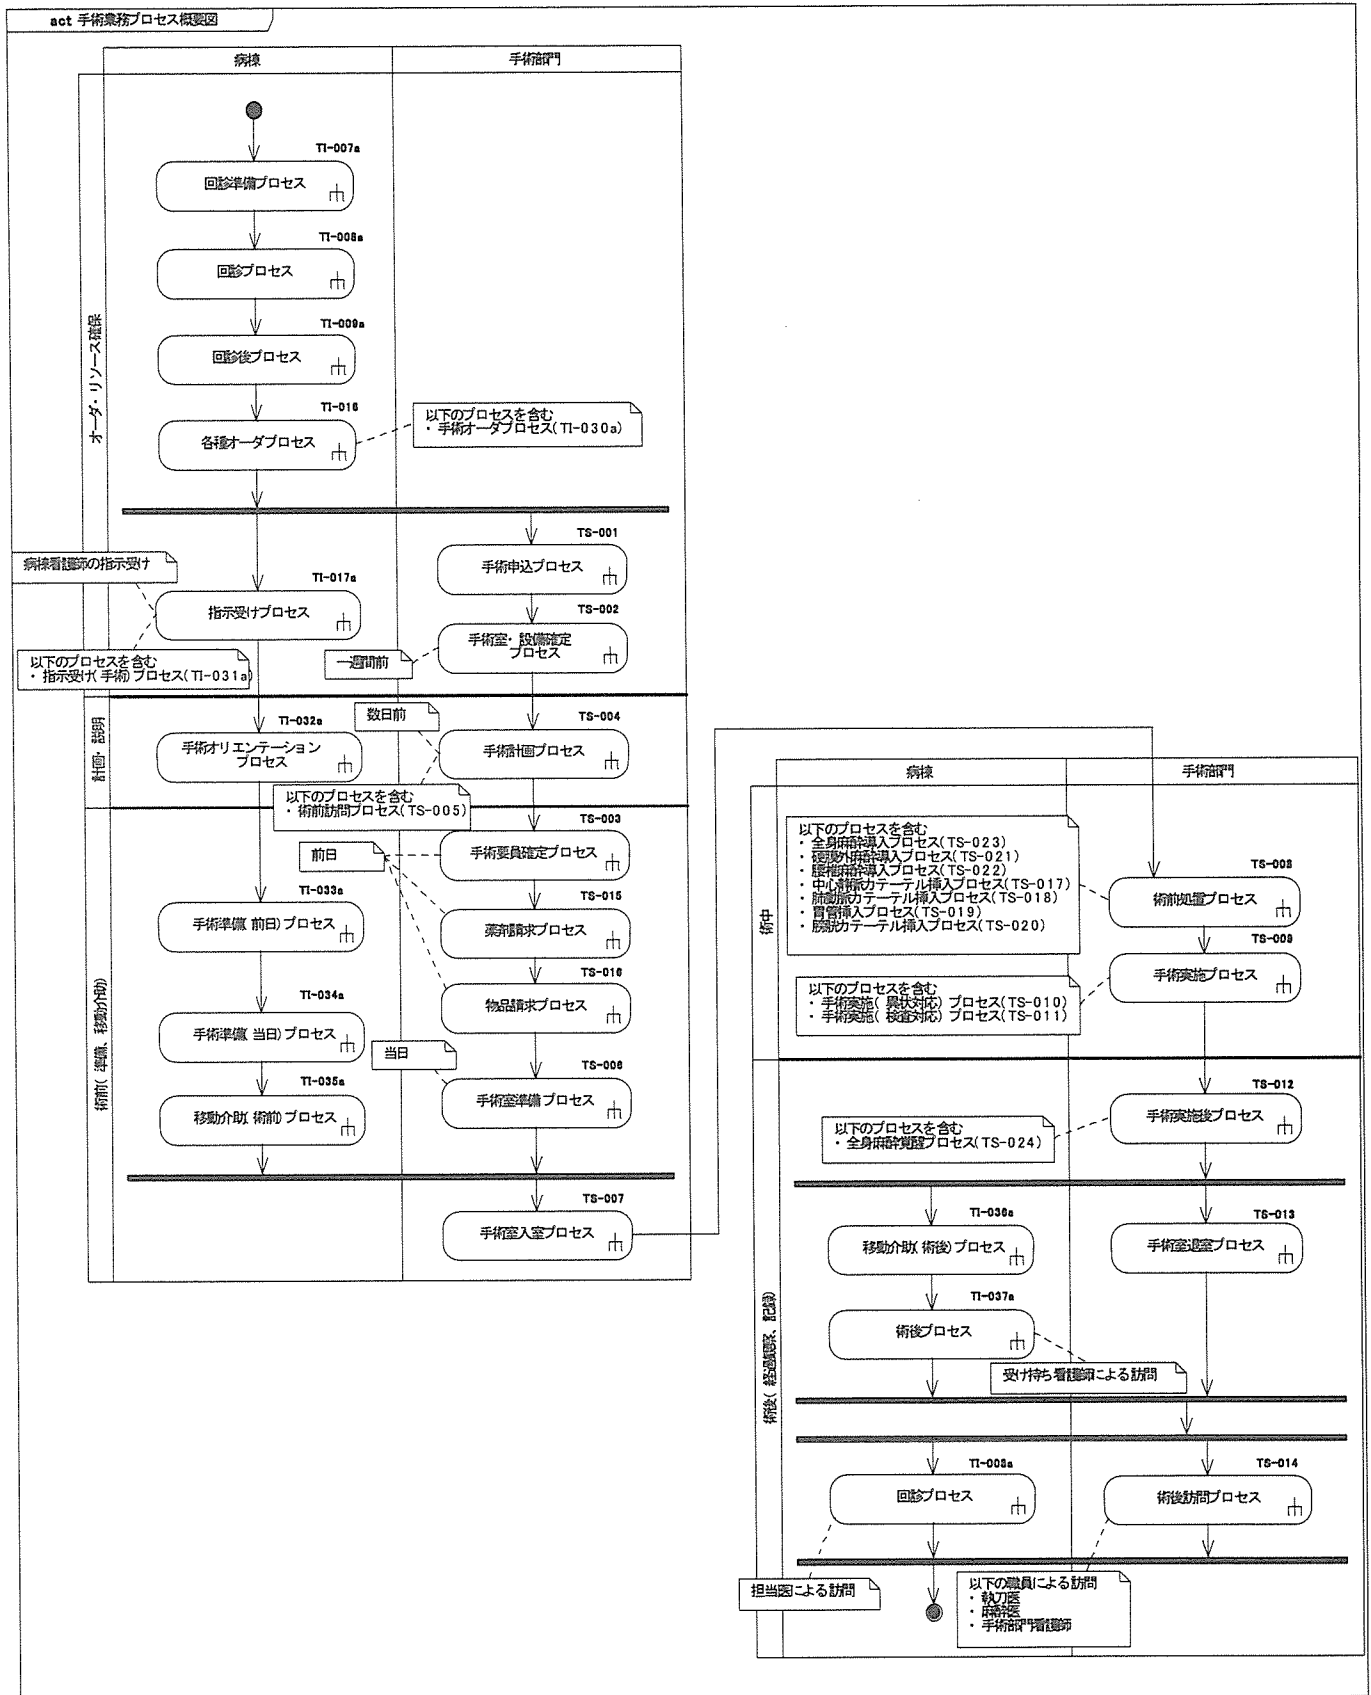 act 手術業務プロセス概要図
病棟
手術部門
オーダ・リソース確保
TI-007a
回診準備プロセス
TI-008a
回診プロセス
TI-009a
回診後プロセス
TI-016
各種オーダプロセス
以下のプロセスを含む
・ 手術オーダプロセス(TI-030a)
TS-001
手術申込プロセス
病棟看護師の指示受け
TI-017a
指示受けプロセス
以下のプロセスを含む
・ 指示受け(手術)プロセス(TI-031a)
TS-002
手術室・設備確定
プロセス
一週間前
計画・説明
TI-032a
手術オリエンテーション
プロセス
数日前
TS-004
手術計画プロセス
以下のプロセスを含む
・ 術前訪問プロセス(TS-005)
術前(準備、移動介助)
TS-003
手術要員確定プロセス
前日
TI-033a
手術準備(前日)プロセス
TS-015
薬剤請求プロセス
TS-016
物品請求プロセス
TI-034a
手術準備(当日)プロセス
当日
TS-006
手術室準備プロセス
TI-035a
移動介助(術前)プロセス
TS-007
手術室入室プロセス
病棟
手術部門
術中
以下のプロセスを含む
・ 全身麻酔導入プロセス(TS-023)
・ 硬膜外麻酔導入プロセス(TS-021)
・ 腰椎麻酔導入プロセス(TS-022)
・ 中心静脈カテーテル挿入プロセス(TS-017)
・ 肺動脈カテーテル挿入プロセス(TS-018)
・ 胃管挿入プロセス(TS-019)
・ 膀胱カテーテル挿入プロセス(TS-020)
TS-008
術前処置プロセス
TS-009
手術実施プロセス
以下のプロセスを含む
・ 手術実施(異状対応)プロセス(TS-010)
・ 手術実施(検査対応)プロセス(TS-011)
術後(経過観察、記録)
TS-012
手術実施後プロセス
以下のプロセスを含む
・ 全身麻酔覚醒プロセス(TS-024)
TI-036a
移動介助(術後)プロセス
TS-013
手術室退室プロセス
TI-037a
術後プロセス
受け持ち看護師による訪問
TI-008a
回診プロセス
TS-014
術後訪問プロセス
担当医による訪問
以下の職員による訪問
・ 執刀医
・ 麻酔医
・ 手術部門看護師